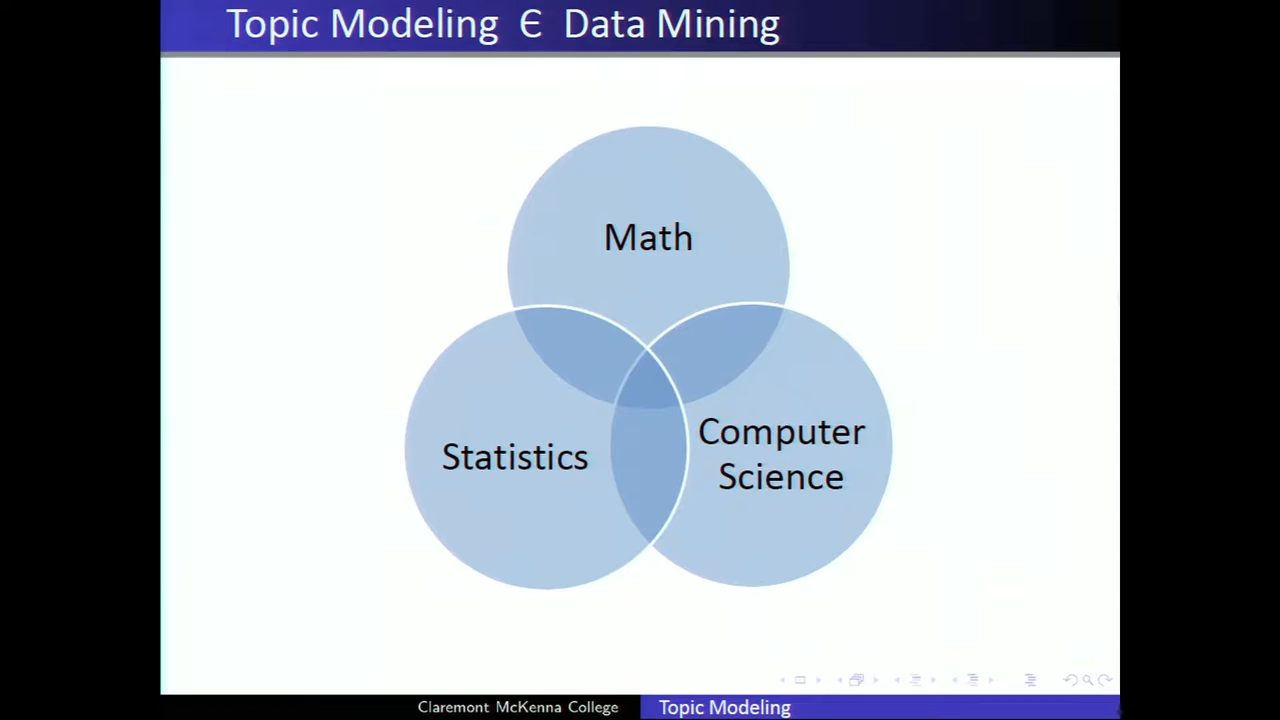 Topic Modeling Є Data Mining
Math
Statistics
Computer
Science
Claremont McKenna College
Topic Modeling